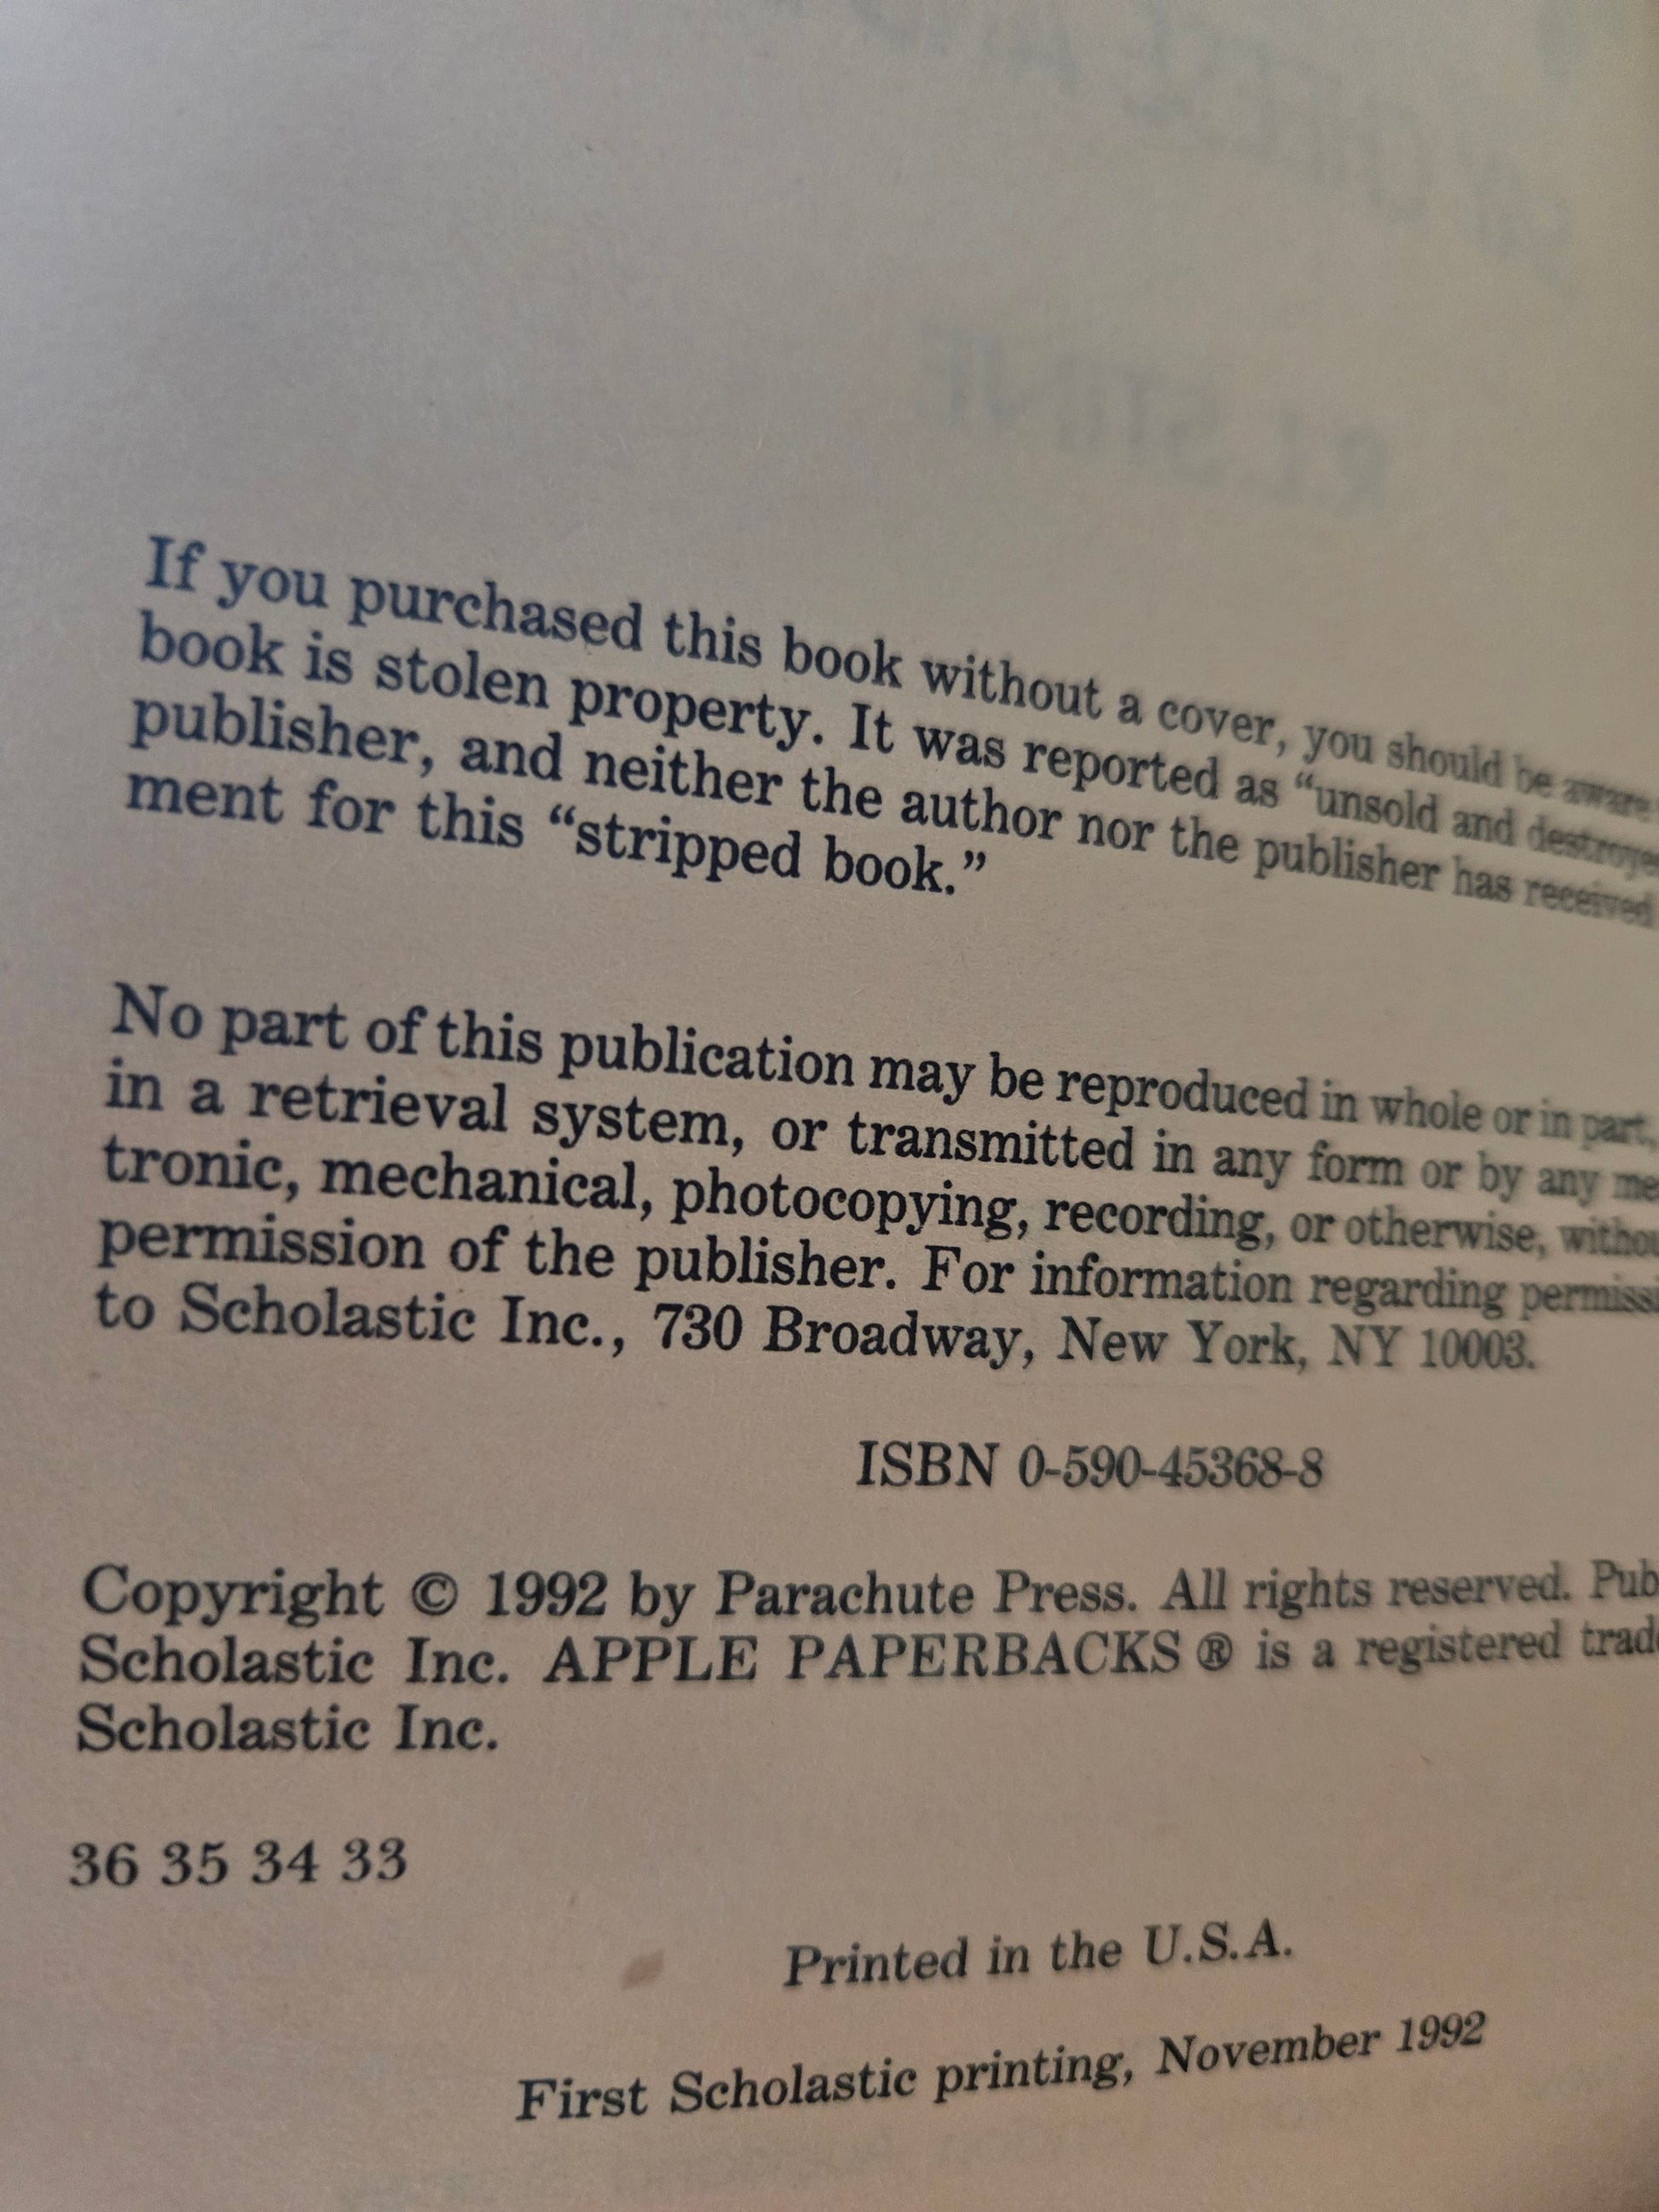 If you purchased this book without a cover, you should be aware
book is stolen property. It was reported as “unsold and destroye
publisher, and neither the author nor the publisher has received
ment for this “stripped book.”
No part of this publication may be reproduced in whole or in part,
in a retrieval system, or transmitted in any form or by any me
tronic, mechanical, photocopying, recording, or otherwise, withou
permission of the publisher. For information regarding permissi
to Scholastic Inc., 730 Broadway, New York, NY 10003.
ISBN 0-590-45368-8
Copyright © 1992 by Parachute Press. All rights reserved. Pub
Scholastic Inc. APPLE PAPERBACKS ® is a registered trad
Scholastic Inc.
36 35 34 33
Printed in the U.S.A.
First Scholastic printing, November 1992